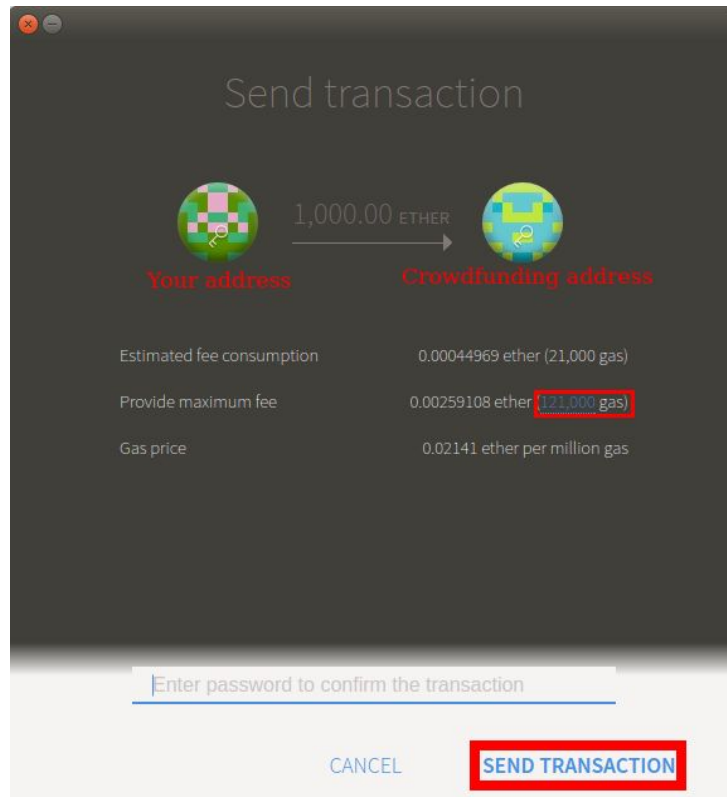 Send transaction
1,000.00 ETHER
Your address
Crowdfunding address
Estimated fee consumption 0.00044969 ether (21,000 gas)
Provide maximum fee 0.00259108 ether (121,000 gas)
Gas price 0.02141 ether per million gas
Enter password to confirm the transaction
CANCEL SEND TRANSACTION